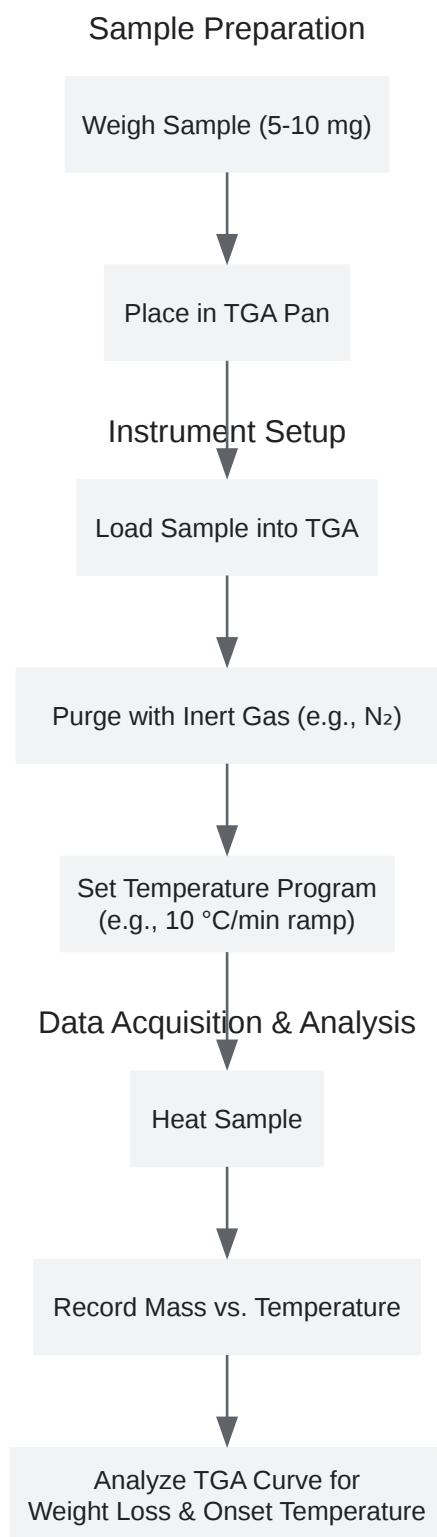 Sample Preparation
Weigh Sample (5-10 mg)
Place in TGA Pan
Instrument Setup
Load Sample into TGA
Purge with Inert Gas (e.g., N₂)
Set Temperature Program
(e.g., 10 °C/min ramp)
Data Acquisition & Analysis
Heat Sample
Record Mass vs. Temperature
Analyze TGA Curve for
Weight Loss & Onset Temperature